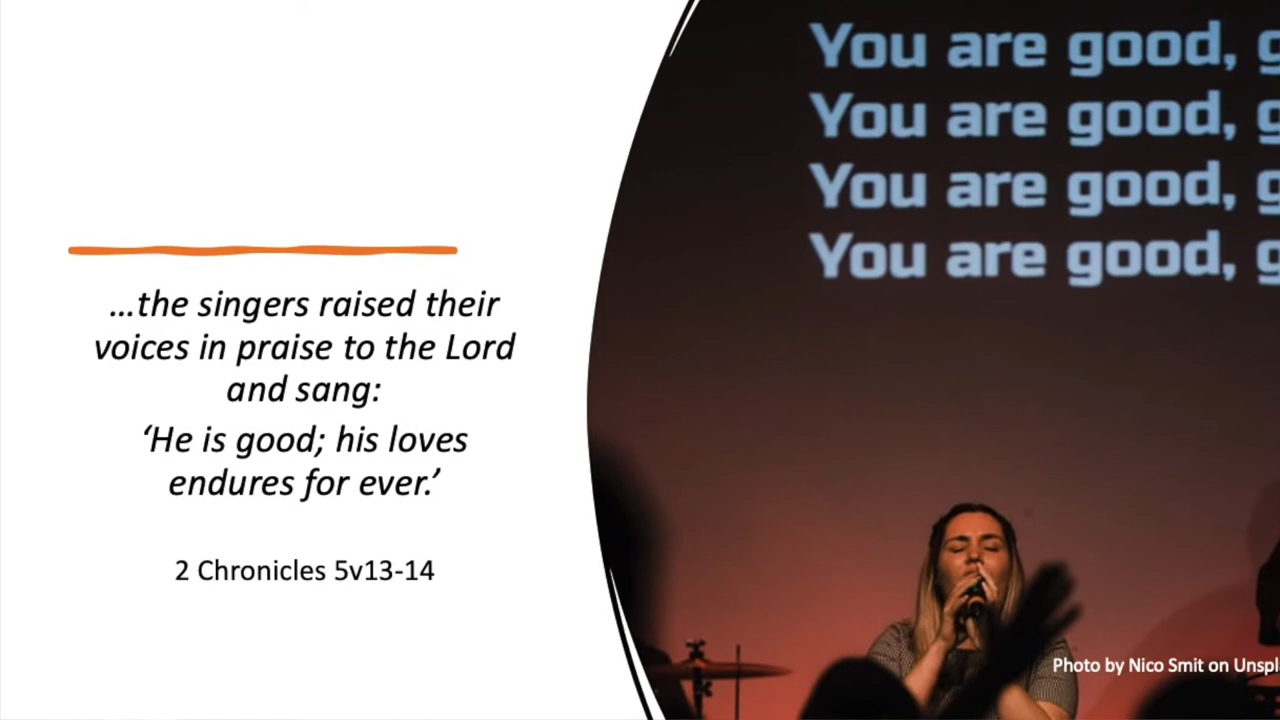 …the singers raised their
voices in praise to the Lord
and sang:
‘He is good; his loves
endures for ever.’
2 Chronicles 5v13-14
You are good, g
You are good, g
You are good, g
You are good, g
Photo by Nico Smit on Unspl